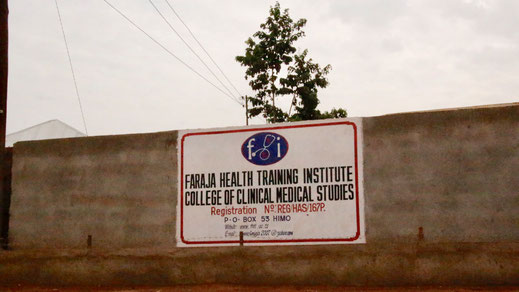 f i
FARAJA HEALTH TRAINING INSTITUTE
COLLEGE OF CLINICAL MEDICAL STUDIES
Registration Nº: REG/HAS/167P.
P.O. BOX 53 HIMO